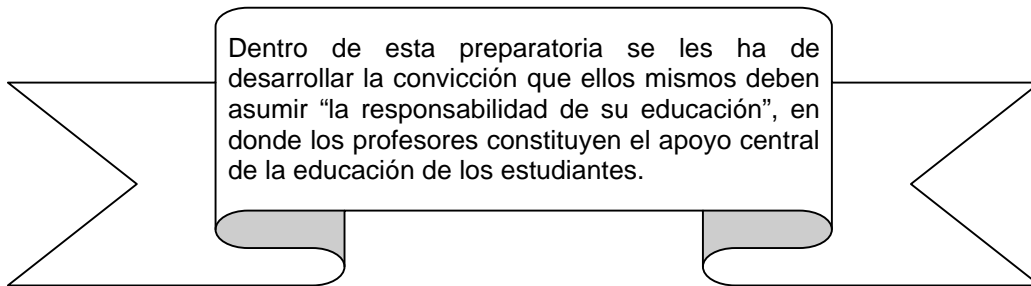 Dentro de esta preparatoria se les ha de
desarrollar la convicción que ellos mismos deben
asumir “la responsabilidad de su educación”, en
donde los profesores constituyen el apoyo central
de la educación de los estudiantes.